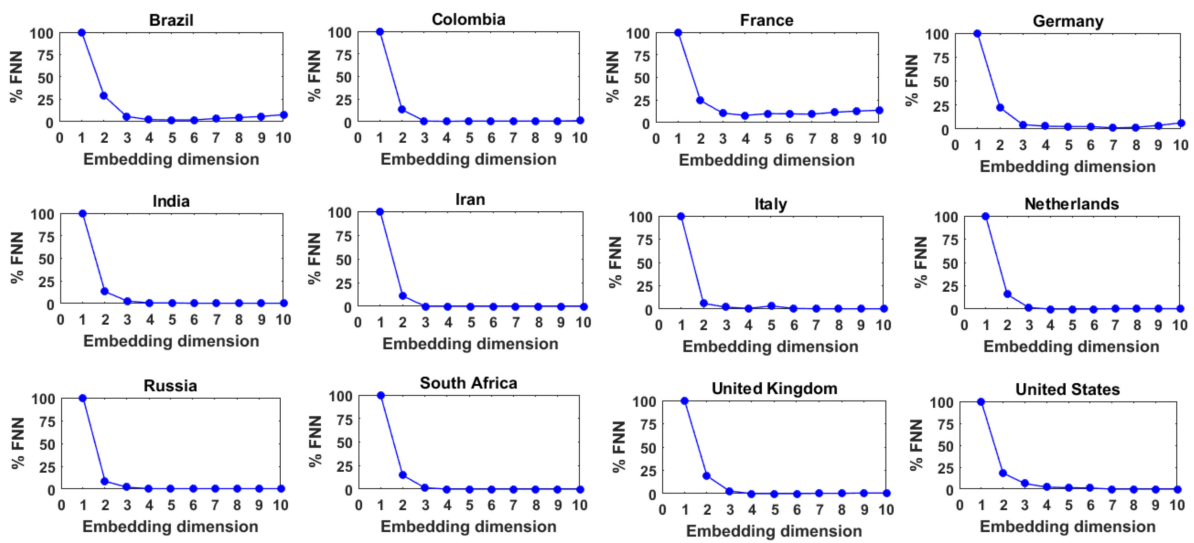 Brazil
% FNN
100
75
50
25
0
0 1 2 3 4 5 6 7 8 9 10
Embedding dimension
Colombia
% FNN
100
75
50
25
0
0 1 2 3 4 5 6 7 8 9 10
Embedding dimension
France
% FNN
100
75
50
25
0
0 1 2 3 4 5 6 7 8 9 10
Embedding dimension
Germany
% FNN
100
75
50
25
0
0 1 2 3 4 5 6 7 8 9 10
Embedding dimension
India
% FNN
100
75
50
25
0
0 1 2 3 4 5 6 7 8 9 10
Embedding dimension
Iran
% FNN
100
75
50
25
0
0 1 2 3 4 5 6 7 8 9 10
Embedding dimension
Italy
% FNN
100
75
50
25
0
0 1 2 3 4 5 6 7 8 9 10
Embedding dimension
Netherlands
% FNN
100
75
50
25
0
0 1 2 3 4 5 6 7 8 9 10
Embedding dimension
Russia
% FNN
100
75
50
25
0
0 1 2 3 4 5 6 7 8 9 10
Embedding dimension
South Africa
% FNN
100
75
50
25
0
0 1 2 3 4 5 6 7 8 9 10
Embedding dimension
United Kingdom
% FNN
100
75
50
25
0
0 1 2 3 4 5 6 7 8 9 10
Embedding dimension
United States
% FNN
100
75
50
25
0
0 1 2 3 4 5 6 7 8 9 10
Embedding dimension